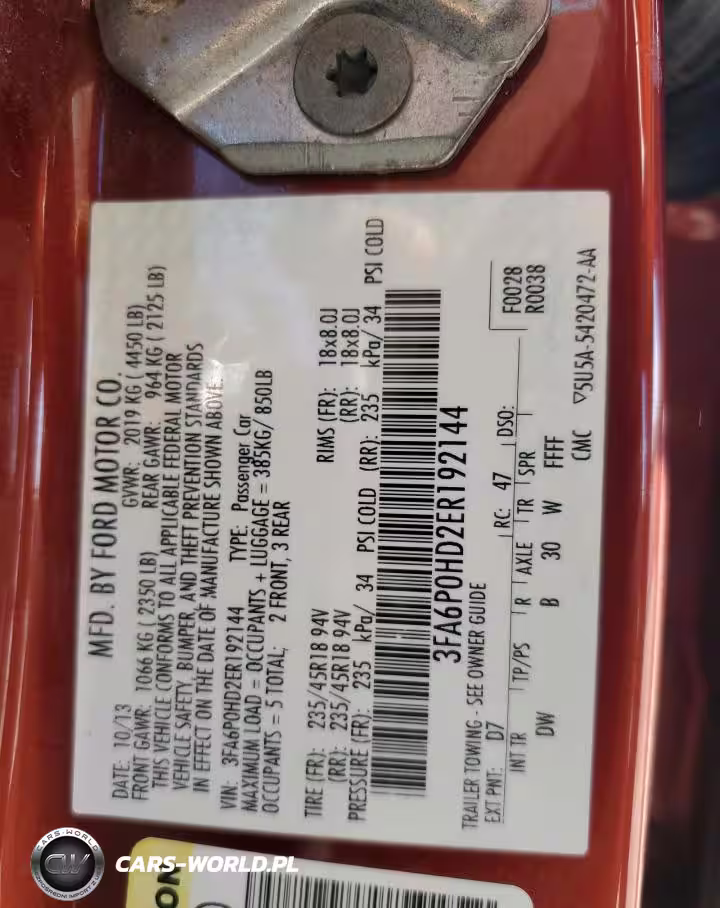 MFD. BY FORD MOTOR CO.
DATE: 10/13 GVWR: 2019 KG ( 4450 LB)
FRONT GAWR: 1066 KG ( 2350 LB) REAR GAWR: 964 KG ( 2125 LB)
THIS VEHICLE CONFORMS TO ALL APPLICABLE FEDERAL MOTOR
VEHICLE SAFETY, BUMPER, AND THEFT PREVENTION STANDARDS
IN EFFECT ON THE DATE OF MANUFACTURE SHOWN ABOVE.
VIN: 3FA6P0HD2ER192144 TYPE: Passenger Car
MAXIMUM LOAD = OCCUPANTS + LUGGAGE = 385KG/ 850LB
OCCUPANTS = 5 TOTAL; 2 FRONT, 3 REAR
TIRE (FR): 235/45R18 94V RIMS (FR): 18x8.0J
(RR): 235/45R18 94V (RR): 18x8.0J
PRESSURE (FR): 235 kPa/ 34 PSI COLD (RR): 235 kPa/ 34 PSI COLD
3FA6P0HD2ER192144
TRAILER TOWING - SEE OWNER GUIDE
EXT PNT: D7 RC: 47 DSO: F0028
R0038
INT TR TP/PS R AXLE TR SPR
DW B 30 W FFFF
CMC ▽5U5A-5420472-AA
ON
CARS-WORLD
CW
CARS-WORLD.PL